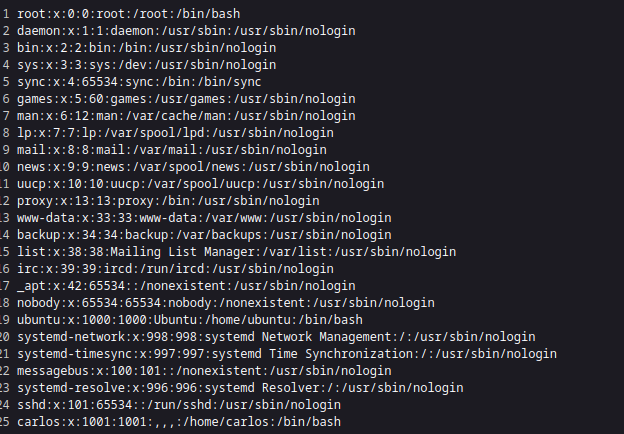 1 root:x:0:0:root:/root:/bin/bash
2 daemon:x:1:1:daemon:/usr/sbin:/usr/sbin/nologin
3 bin:x:2:2:bin:/bin:/usr/sbin/nologin
4 sys:x:3:3:sys:/dev:/usr/sbin/nologin
5 sync:x:4:65534:sync:/bin:/bin/sync
6 games:x:5:60:games:/usr/games:/usr/sbin/nologin
7 man:x:6:12:man:/var/cache/man:/usr/sbin/nologin
8 lp:x:7:7:lp:/var/spool/lpd:/usr/sbin/nologin
9 mail:x:8:8:mail:/var/mail:/usr/sbin/nologin
10 news:x:9:9:news:/var/spool/news:/usr/sbin/nologin
11 uucp:x:10:10:uucp:/var/spool/uucp:/usr/sbin/nologin
12 proxy:x:13:13:proxy:/bin:/usr/sbin/nologin
13 www-data:x:33:33:www-data:/var/www:/usr/sbin/nologin
14 backup:x:34:34:backup:/var/backups:/usr/sbin/nologin
15 list:x:38:38:Mailing List Manager:/var/list:/usr/sbin/nologin
16 irc:x:39:39:ircd:/run/ircd:/usr/sbin/nologin
17 _apt:x:42:65534::/nonexistent:/usr/sbin/nologin
18 nobody:x:65534:65534:nobody:/nonexistent:/usr/sbin/nologin
19 ubuntu:x:1000:1000:Ubuntu:/home/ubuntu:/bin/bash
20 systemd-network:x:998:998:systemd Network Management:/:/usr/sbin/nologin
21 systemd-timesync:x:997:997:systemd Time Synchronization:/:/usr/sbin/nologin
22 messagebus:x:100:101::/nonexistent:/usr/sbin/nologin
23 systemd-resolve:x:996:996:systemd Resolver:/:/usr/sbin/nologin
24 sshd:x:101:65534::/run/sshd:/usr/sbin/nologin
25 carlos:x:1001:1001:,,,:/home/carlos:/bin/bash